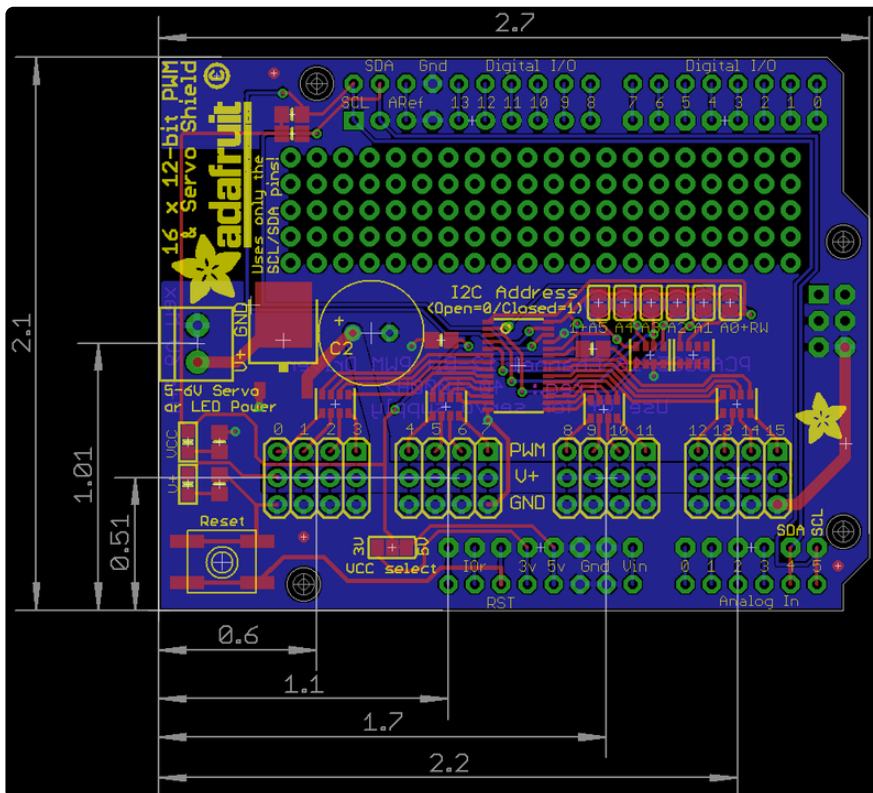 2.7
2.1
16 x 12-bit PWM
& Servo Shield
adafruit
Uses only the
SCL/SDA pins!
SDA Gnd Digital I/O Digital I/O
SCL ARef 13 12 11 10 9 8 7 6 5 4 3 2 1 0
I2C Address
(Open=0/Closed=1)
A5 A4 A3 A2 A1 A0+RW
GND
V+
C2
5-6V Servo
or LED Power
1.01
VCC
V+
0 1 2 3 4 5 6 7 8 9 10 11 12 13 14 15
PWM
V+
GND
0.51
Reset
SDA
SCL
3V 5V
VCC select
IOr 3v 5v Gnd Vin 0 1 2 3 4 5
RST Analog In
0.6
1.1
1.7
2.2